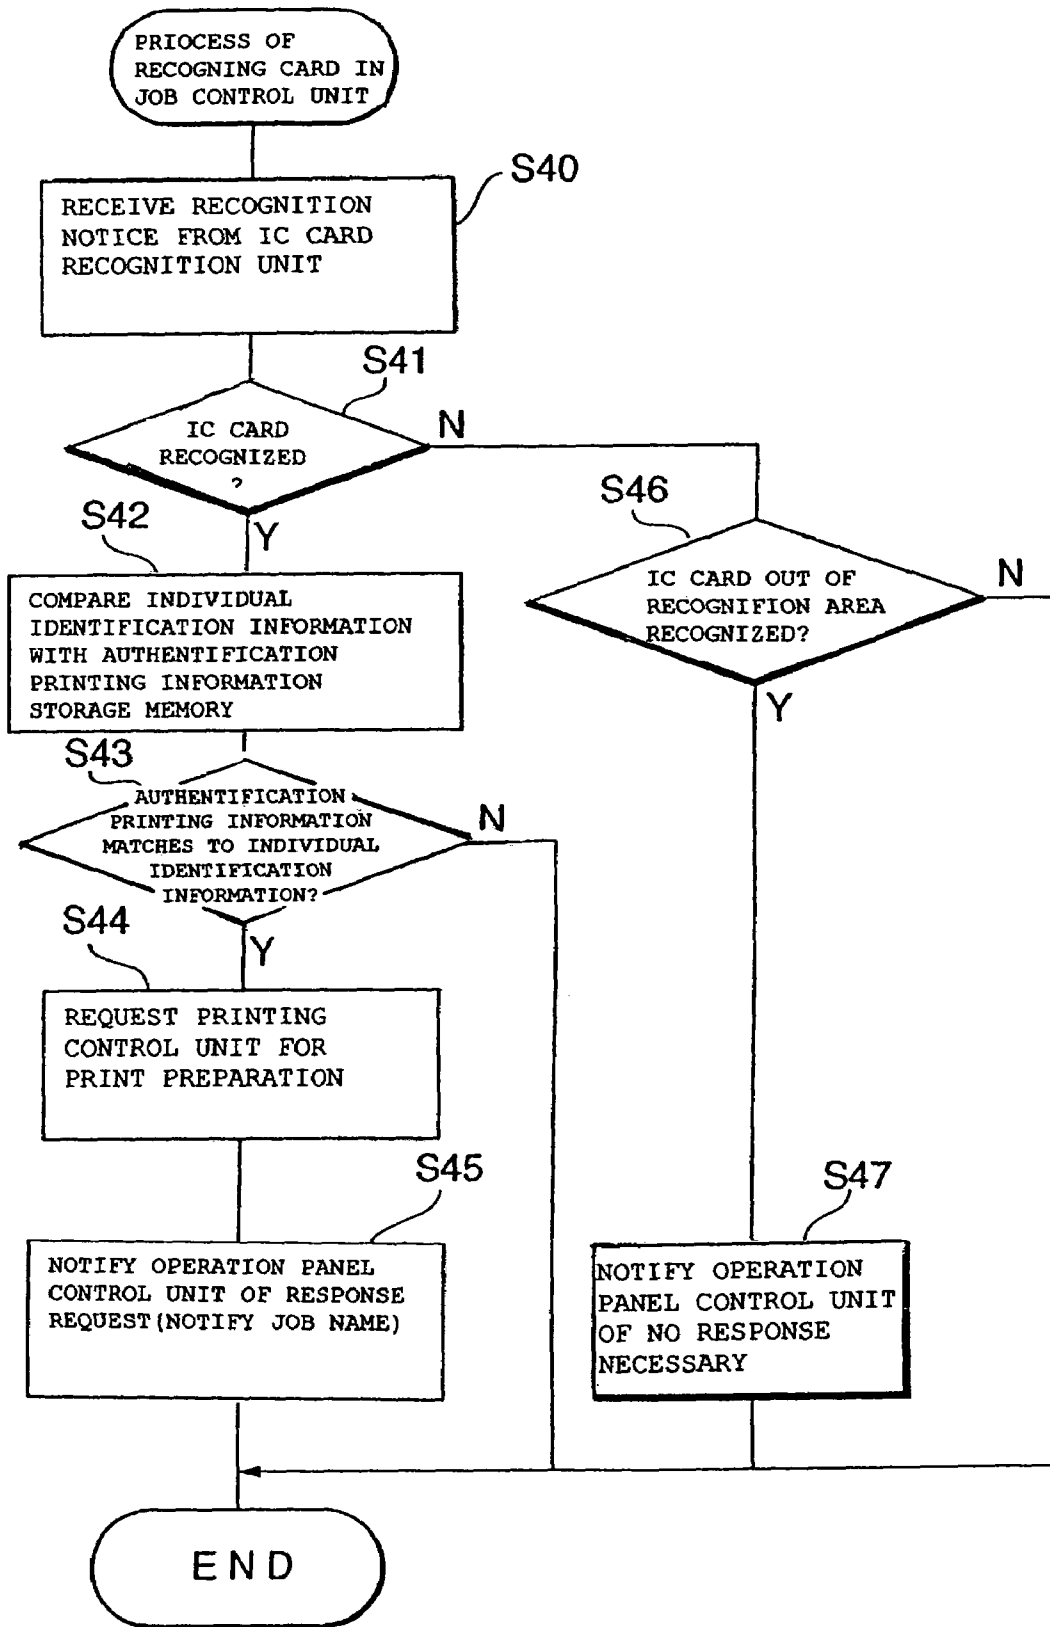 PRIOCESS OF
RECOGNING CARD IN
JOB CONTROL UNIT
S40
RECEIVE RECOGNITION
NOTICE FROM IC CARD
RECOGNITION UNIT
S41
IC CARD
RECOGNIZED
?
N
Y
S42
COMPARE INDIVIDUAL
IDENTIFICATION INFORMATION
WITH AUTHENTIFICATION
PRINTING INFORMATION
STORAGE MEMORY
S43
AUTHENTIFICATION
PRINTING INFORMATION
MATCHES TO INDIVIDUAL
IDENTIFICATION
INFORMATION?
N
Y
S44
REQUEST PRINTING
CONTROL UNIT FOR
PRINT PREPARATION
S45
NOTIFY OPERATION PANEL
CONTROL UNIT OF RESPONSE
REQUEST(NOTIFY JOB NAME)
S46
IC CARD OUT OF
RECOGNIFION AREA
RECOGNIZED?
N
Y
S47
NOTIFY OPERATION
PANEL CONTROL UNIT
OF NO RESPONSE
NECESSARY
END